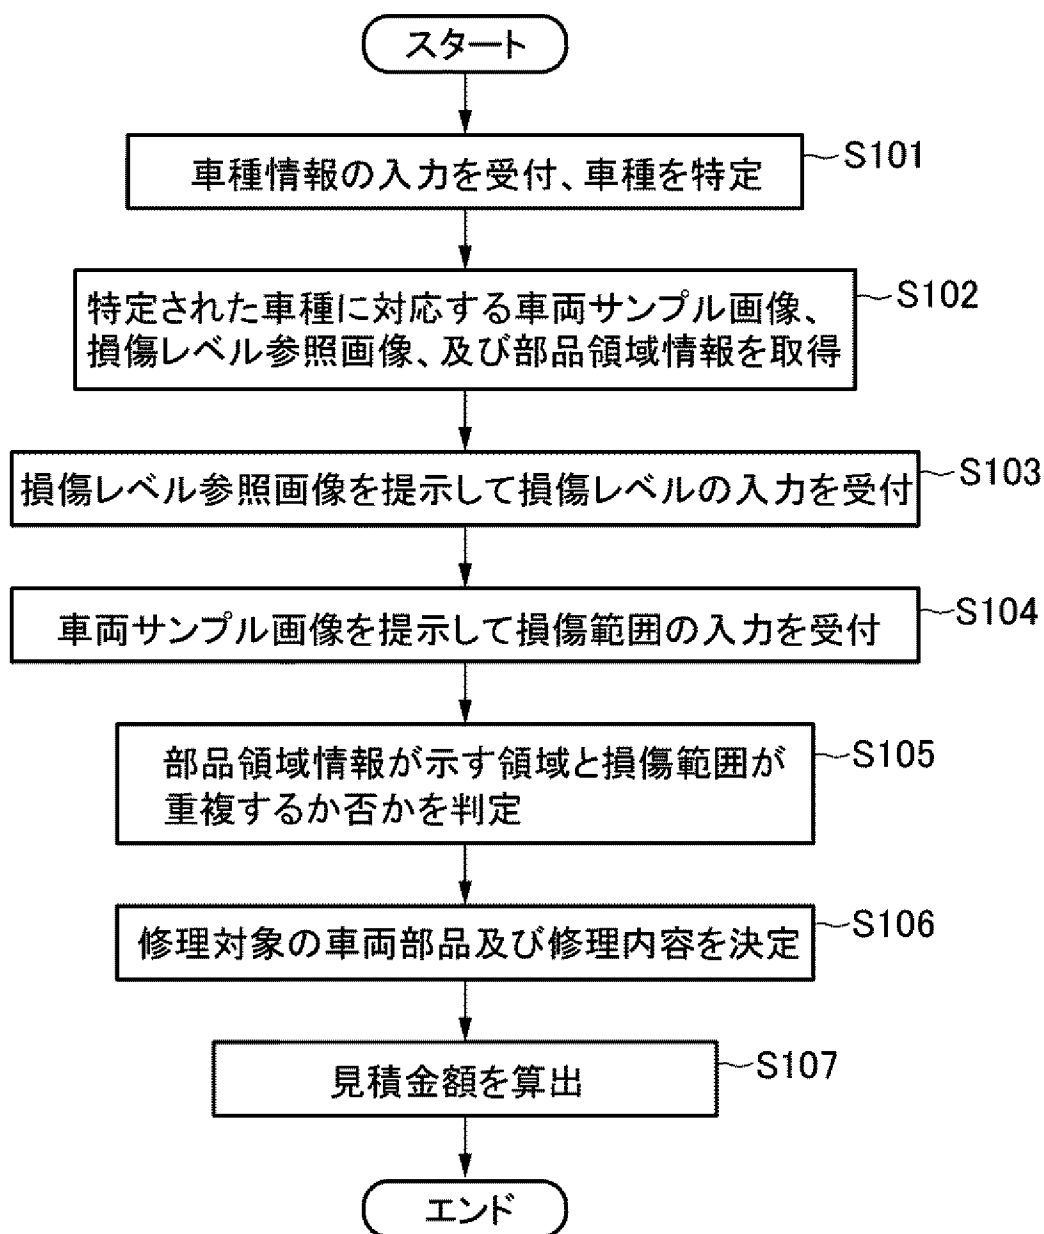 スタート
車種情報の入力を受付、車種を特定
S101
特定された車種に対応する車両サンプル画像、
損傷レベル参照画像、及び部品領域情報を取得
S102
損傷レベル参照画像を提示して損傷レベルの入力を受付
S103
車両サンプル画像を提示して損傷範囲の入力を受付
S104
部品領域情報が示す領域と損傷範囲が
重複するか否かを判定
S105
修理対象の車両部品及び修理内容を決定
S106
見積金額を算出
S107
エンド